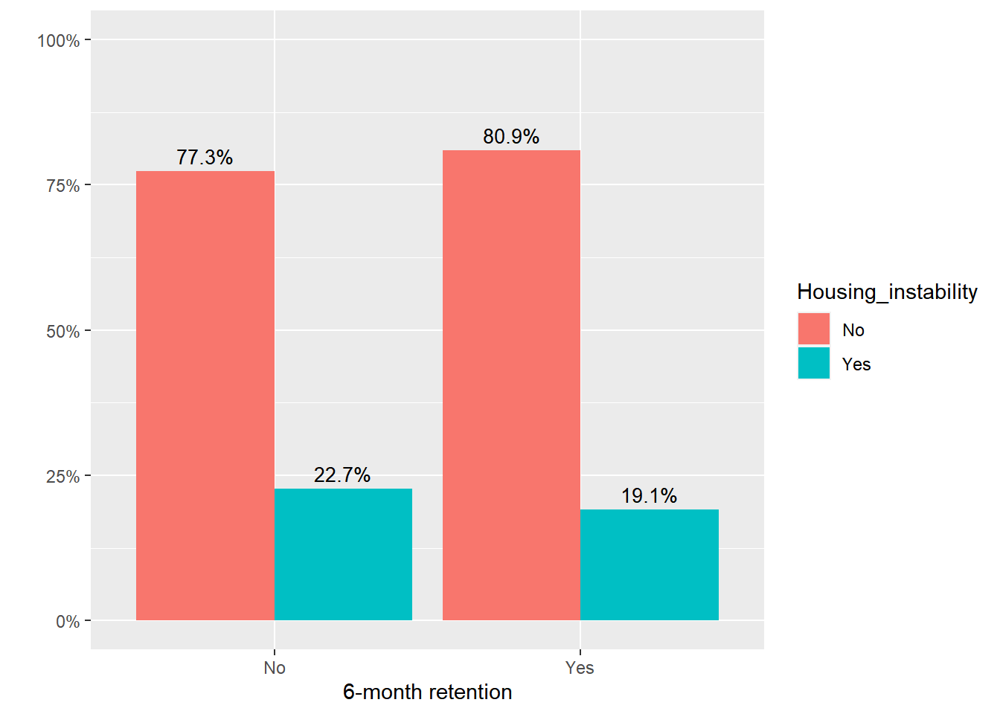 100%
75%
50%
25%
0%
77.3%
22.7%
80.9%
19.1%
No
Yes
6-month retention
Housing_instability
No
Yes